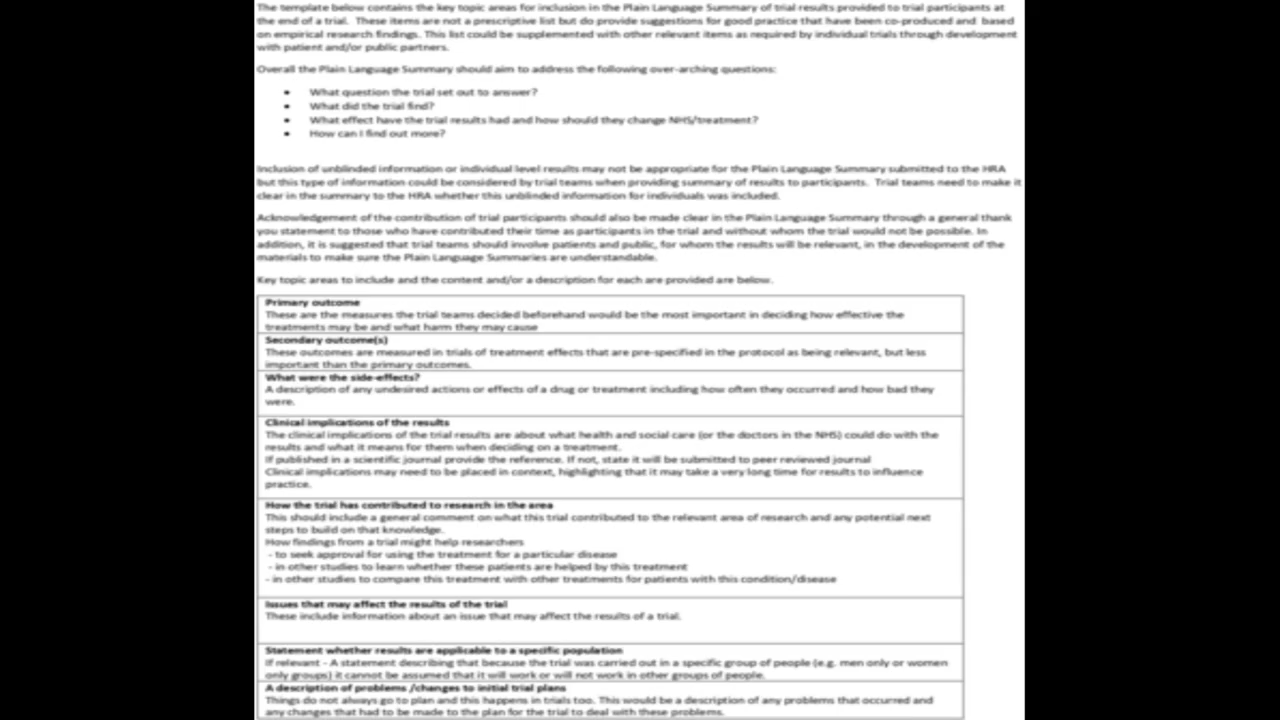 The template below contains the key topic areas for inclusion in the Plain Language Summary of trial results provided to trial participants at
the end of a trial. These items are not a prescriptive list but do provide suggestions for good practice that have been co-produced and based
on empirical research findings. This list could be supplemented with other relevant items as required by individual trials through development
with patient and/or public partners.
Overall the Plain Language Summary should aim to address the following over-arching questions:
• What question the trial set out to answer?
• What did the trial find?
• What effect have the trial results had and how should they change NHS/treatment?
• How can I find out more?
Inclusion of unblinded information or individual level results may not be appropriate for the Plain Language Summary submitted to the HRA
but this type of information could be considered by trial teams when providing summary of results to participants. Trial teams need to make it
clear in the summary to the HRA whether this unblinded information for individuals was included.
Acknowledgement of the contribution of trial participants should also be made clear in the Plain Language Summary through a general thank
you statement to those who have contributed their time as participants in the trial and without whom the trial would not be possible. In
addition, it is suggested that trial teams should involve patients and public, for whom the results will be relevant, in the development of the
materials to make sure the Plain Language Summaries are understandable.
Key topic areas to include and the content and/or a description for each are provided are below.
Primary outcome
These are the measures the trial teams decided beforehand would be the most important in deciding how effective the
treatments may be and what harm they may cause
Secondary outcome(s)
These outcomes are measured in trials of treatment effects that are pre-specified in the protocol as being relevant, but less
important than the primary outcomes.
What were the side-effects?
A description of any undesired actions or effects of a drug or treatment including how often they occurred and how bad they
were.
Clinical implications of the results
The clinical implications of the trial results are about what health and social care (or the doctors in the NHS) could do with the
results and what it means for them when deciding on a treatment.
If published in a scientific journal provide the reference. If not, state it will be submitted to peer reviewed journal
Clinical implications may need to be placed in context, highlighting that it may take a very long time for results to influence
practice.
How the trial has contributed to research in the area
This should include a general comment on what this trial contributed to the relevant area of research and any potential next
steps to build on that knowledge.
How findings from a trial might help researchers
- to seek approval for using the treatment for a particular disease
- in other studies to learn whether these patients are helped by this treatment
- in other studies to compare this treatment with other treatments for patients with this condition/disease
Issues that may affect the results of the trial
These include information about an issue that may affect the results of a trial.
Statement whether results are applicable to a specific population
If relevant - A statement describing that because the trial was carried out in a specific group of people (e.g. men only or women
only groups) it cannot be assumed that it will work or will not work in other groups of people.
A description of problems /changes to initial trial plans
Things do not always go to plan and this happens in trials too. This would be a description of any problems that occurred and
any changes that had to be made to the plan for the trial to deal with these problems.